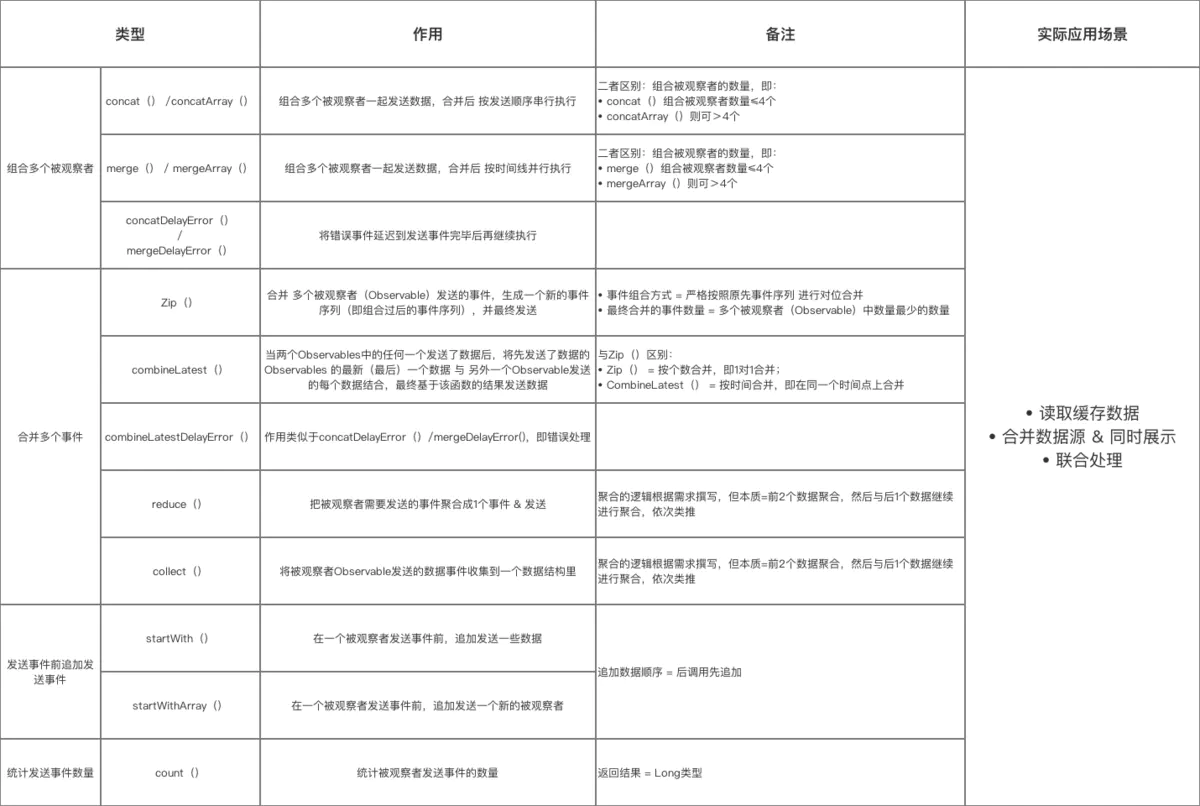 类型
作用
备注
实际应用场景
组合多个被观察者
concat（） /concatArray（）
组合多个被观察者一起发送数据，合并后 按发送顺序串行执行
二者区别：组合被观察者的数量，即：
• concat（）组合被观察者数量≤4个
• concatArray（）则可＞4个
merge（） / mergeArray（）
组合多个被观察者一起发送数据，合并后 按时间线并行执行
二者区别：组合被观察者的数量，即：
• merge（）组合被观察者数量≤4个
• mergeArray（）则可＞4个
concatDelayError（）
/
mergeDelayError（）
将错误事件延迟到发送事件完毕后再继续执行
合并多个事件
Zip（）
合并 多个被观察者（Observable）发送的事件，生成一个新的事件
序列（即组合过后的事件序列），并最终发送
• 事件组合方式 = 严格按照原先事件序列 进行对位合并
• 最终合并的事件数量 = 多个被观察者（Observable）中数量最少的数量
combineLatest（）
当两个Observables中的任何一个发送了数据后，将先发送了数据的
Observables 的最新（最后）一个数据 与 另外一个Observable发送
的每个数据结合，最终基于该函数的结果发送数据
与Zip（）区别：
• Zip（） = 按个数合并，即1对1合并；
• CombineLatest（） = 按时间合并，即在同一个时间点上合并
combineLatestDelayError（）
作用类似于concatDelayError（）/mergeDelayError()，即错误处理
reduce（）
把被观察者需要发送的事件聚合成1个事件 & 发送
聚合的逻辑根据需求撰写，但本质=前2个数据聚合，然后与后1个数据继续
进行聚合，依次类推
collect（）
将被观察者Observable发送的数据事件收集到一个数据结构里
聚合的逻辑根据需求撰写，但本质=前2个数据聚合，然后与后1个数据继续
进行聚合，依次类推
发送事件前追加发
送事件
startWith（）
在一个被观察者发送事件前，追加发送一些数据
追加数据顺序 = 后调用先追加
startWithArray（）
在一个被观察者发送事件前，追加发送一个新的被观察者
统计发送事件数量
count（）
统计被观察者发送事件的数量
返回结果 = Long类型
• 读取缓存数据
• 合并数据源 & 同时展示
• 联合处理